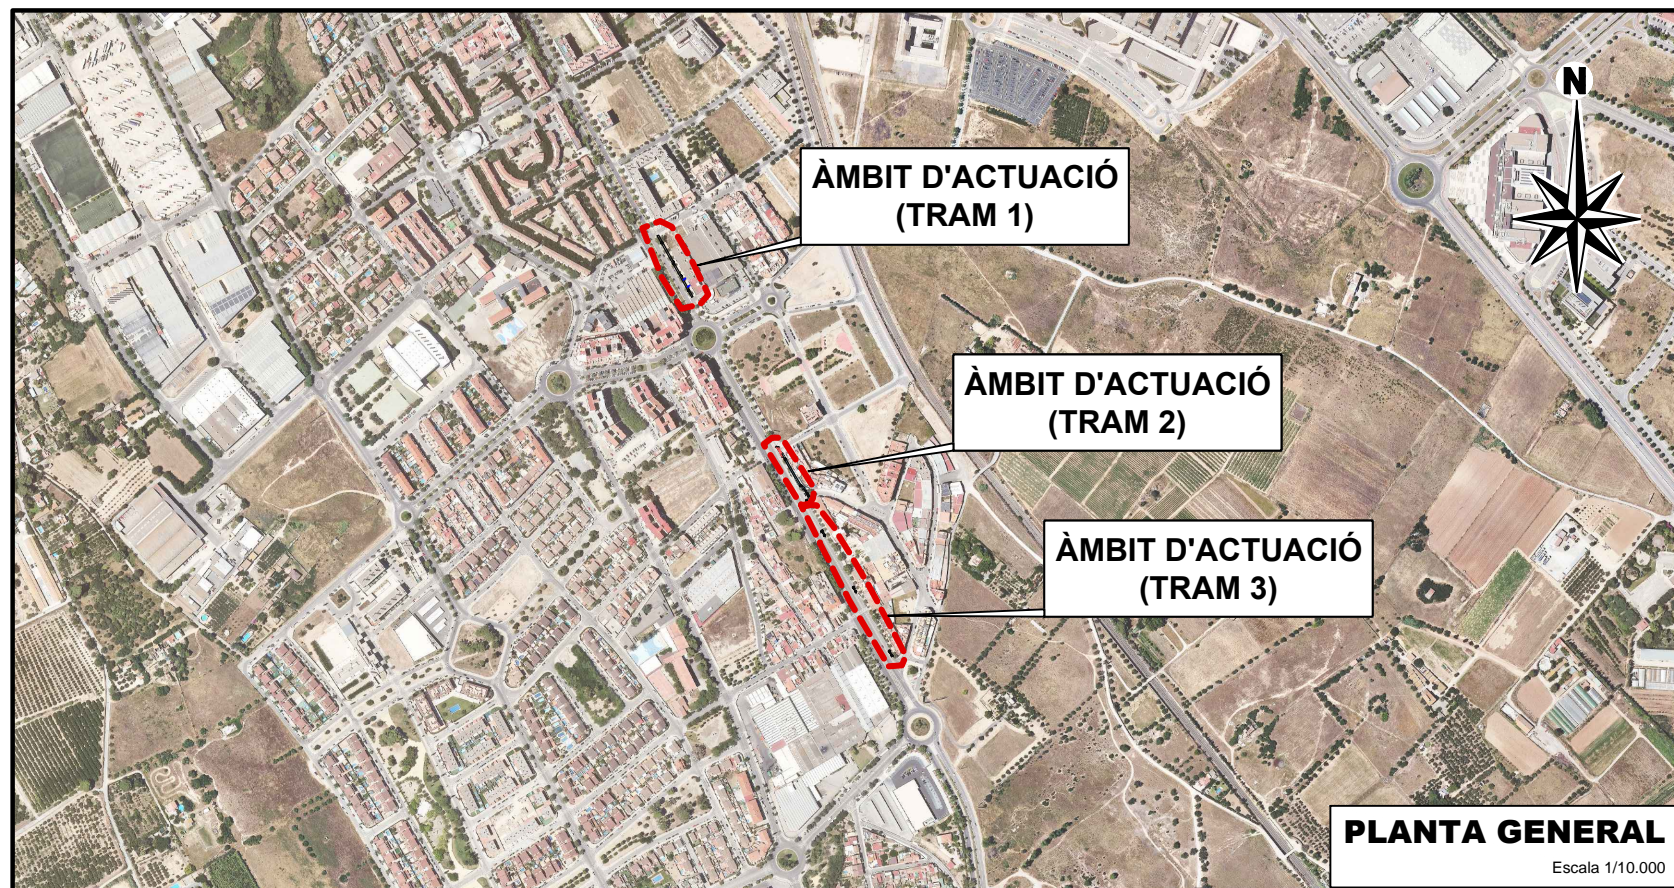 N
ÀMBIT D'ACTUACIÓ
(TRAM 1)
ÀMBIT D'ACTUACIÓ
(TRAM 2)
ÀMBIT D'ACTUACIÓ
(TRAM 3)
PLANTA GENERAL
Escala 1/10.000